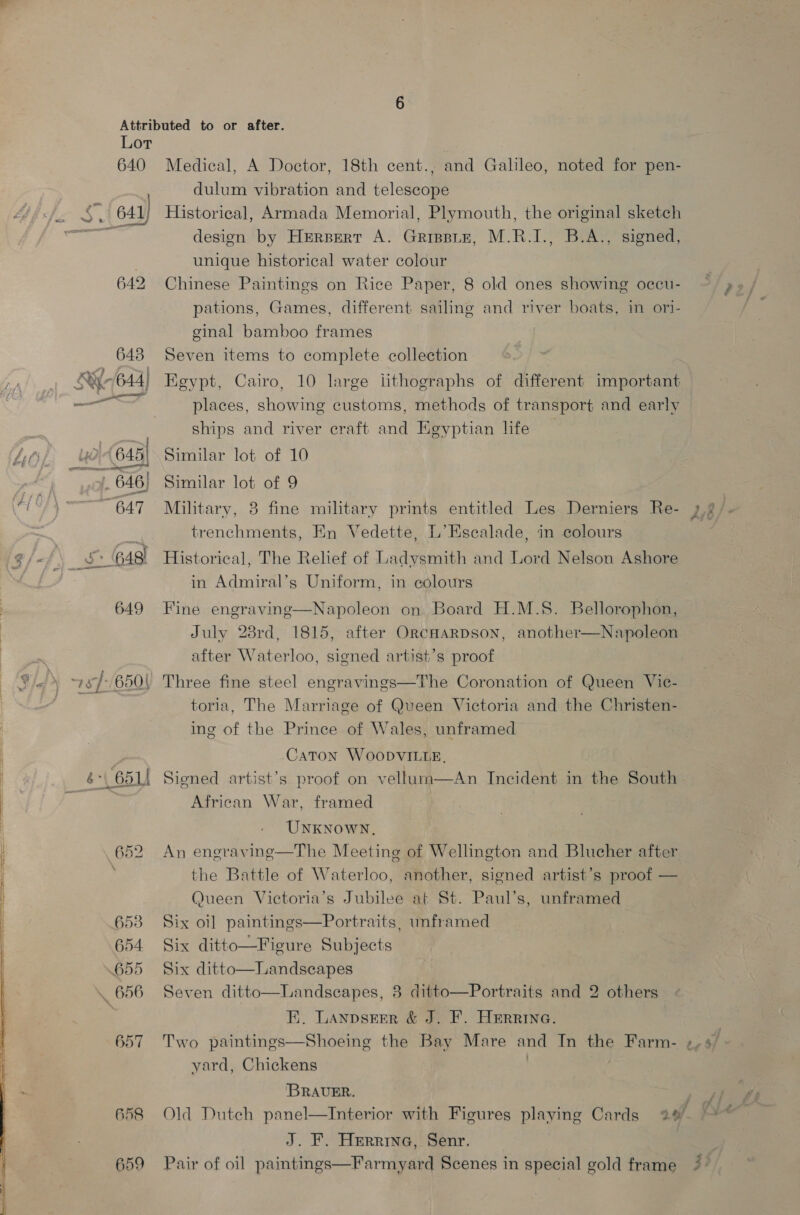 6
Attributed to or after.
Lot
640 Medical, A Doctor, 18th cent., and Galileo, noted for pen-
dulum vibration and telescope
641 Historical, Armada Memorial, Plymouth, the original sketch
design by Herbert A. Gribble, M.R.I., B.A., signed,
unique historical water colour
642 Chinese Paintings on Rice Paper, 8 old ones showing occu-
pations, Games, different sailing and river boats, in ori-
ginal bamboo frames
643 Seven items to complete collection
644 Egypt, Cairo, 10 large lithographs of different important
places, showing customs, methods of transport and early
ships and river craft and Egyptian life
645 Similar lot of 10
646 Similar lot of 9
647 Military, 3 fine military prints entitled Les Derniers Re-
trenchments, En Vedette, L'Escalade, in colours
648 Historical, The Relief of Ladysmith and Lord Nelson Ashore
in Admiral's Uniform, in colours
649 Fine engraving—Napoleon on Board H.M.S. Bellorophon,
July 23rd, 1815, after Orchardson, another—Napoleon
after Waterloo, signed artist's proof
650 Three fine steel engravings—The Coronation of Queen Vic-
toria, The Marriage of Queen Victoria and the Christen-
ing of the Prince of Wales, unframed
Caton Woodville,
651 Signed artist's proof on vellum—An Incident in the South
African War, framed
Unknown,
652 An engraving—The Meeting of Wellington and Blucher after
the Battle of Waterloo, another, signed artist's proof —
Queen Victoria's Jubilee at St. Paul's, unframed
653 Six oil paintings—Portraits, unframed
654 Six ditto—Figure Subjects
655 Six ditto—Landscapes
656 Seven ditto—Landscapes, 3 ditto—Portraits and 2 others
E. Landseer & J. F. Herring.
657 Two paintings—Shoeing the Bay Mare and In the Farm-
yard, Chickens
Brauer.
658 Old Dutch panel—Interior with Figures playing Cards
J. F. Herring, Senr.
659 Pair of oil paintings—Farmyard Scenes in special gold frame